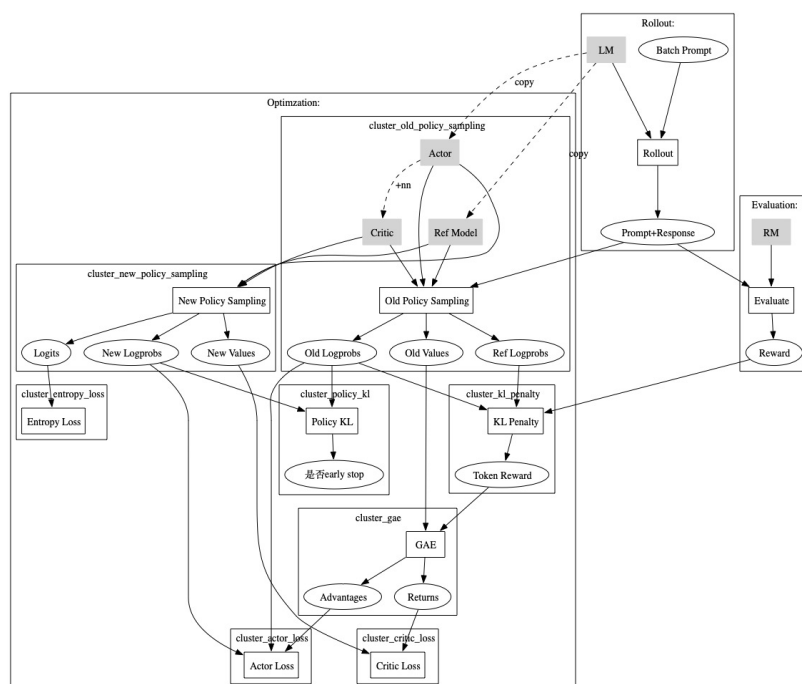 Rollout:
LM
Batch Prompt
copy
Optimzation:
cluster_old_policy_sampling
Actor
copy
Rollout
+nn
Evaluation:
Critic
Ref Model
Prompt+Response
RM
cluster_new_policy_sampling
New Policy Sampling
Old Policy Sampling
Evaluate
Logits
New Logprobs
New Values
Old Logprobs
Old Values
Ref Logprobs
Reward
cluster_entropy_loss
cluster_policy_kl
cluster_kl_penalty
Entropy Loss
Policy KL
KL Penalty
是否early stop
Token Reward
cluster_gae
GAE
Advantages
Returns
cluster_actor_loss
cluster_critic_loss
Actor Loss
Critic Loss